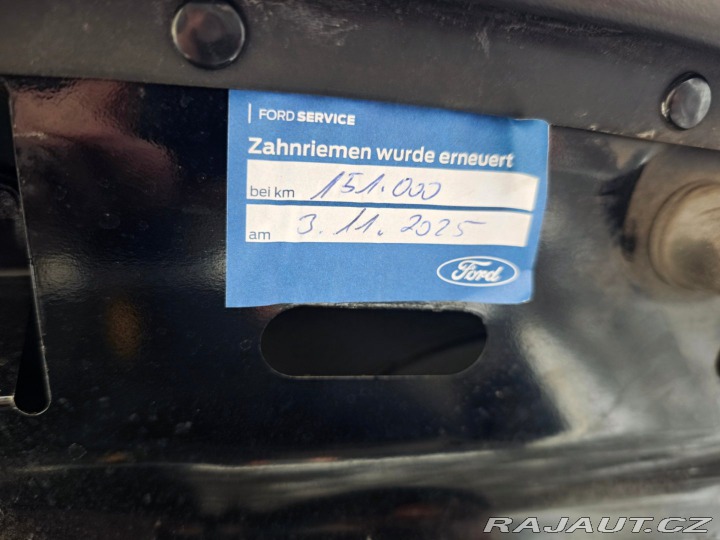 | FORD SERVICE
Zahnriemen wurde erneuert
bei km 151.000
am 3.11.2025
Ford
RAJAUT.CZ